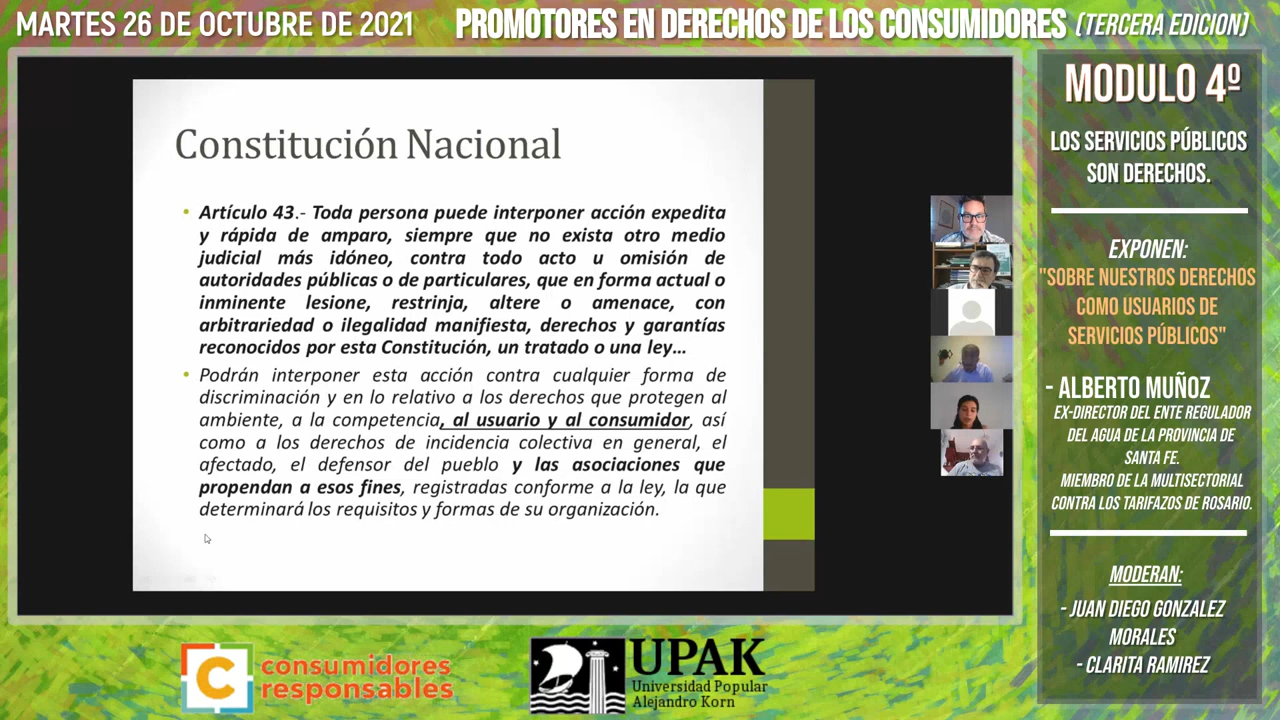 MARTES 26 DE OCTUBRE DE 2021
PROMOTORES EN DERECHOS DE LOS CONSUMIDORES (TERCERA EDICION)
Constitución Nacional
• Artículo 43.- Toda persona puede interponer acción expedita
y rápida de amparo, siempre que no exista otro medio
judicial más idóneo, contra todo acto u omisión de
autoridades públicas o de particulares, que en forma actual o
inminente lesione, restrinja, altere o amenace, con
arbitrariedad o ilegalidad manifiesta, derechos y garantías
reconocidos por esta Constitución, un tratado o una ley...
• Podrán interponer esta acción contra cualquier forma de
discriminación y en lo relativo a los derechos que protegen al
ambiente, a la competencia, al usuario y al consumidor, así
como a los derechos de incidencia colectiva en general, el
afectado, el defensor del pueblo y las asociaciones que
propendan a esos fines, registradas conforme a la ley, la que
determinará los requisitos y formas de su organización.
MODULO 4º
LOS SERVICIOS PÚBLICOS
SON DERECHOS.
EXPONEN:
"SOBRE NUESTROS DERECHOS
COMO USUARIOS DE
SERVICIOS PÚBLICOS"
- ALBERTO MUÑOZ
EX-DIRECTOR DEL ENTE REGULADOR
DEL AGUA DE LA PROVINCIA DE
SANTA FE.
MIEMBRO DE LA MULTISECTORIAL
CONTRA LOS TARIFAZOS DE ROSARIO.
MODERAN:
- JUAN DIEGO GONZALEZ
MORALES
- CLARITA RAMIREZ
C
consumidores
responsables
UPAK
Universidad Popular
Alejandro Korn